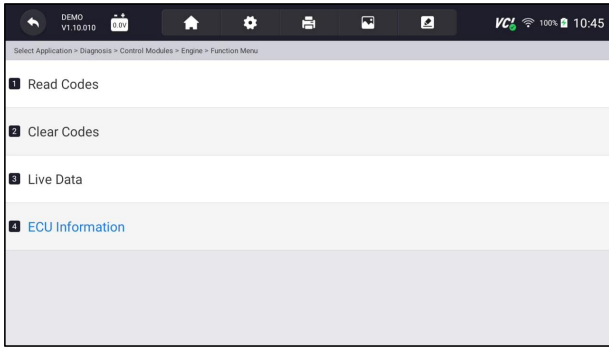 DEMO
V1.10.010
0.0V
VCI
100%
10:45
Select Application > Diagnosis > Control Modules > Engine > Function Menu
1 Read Codes
2 Clear Codes
3 Live Data
4 ECU Information